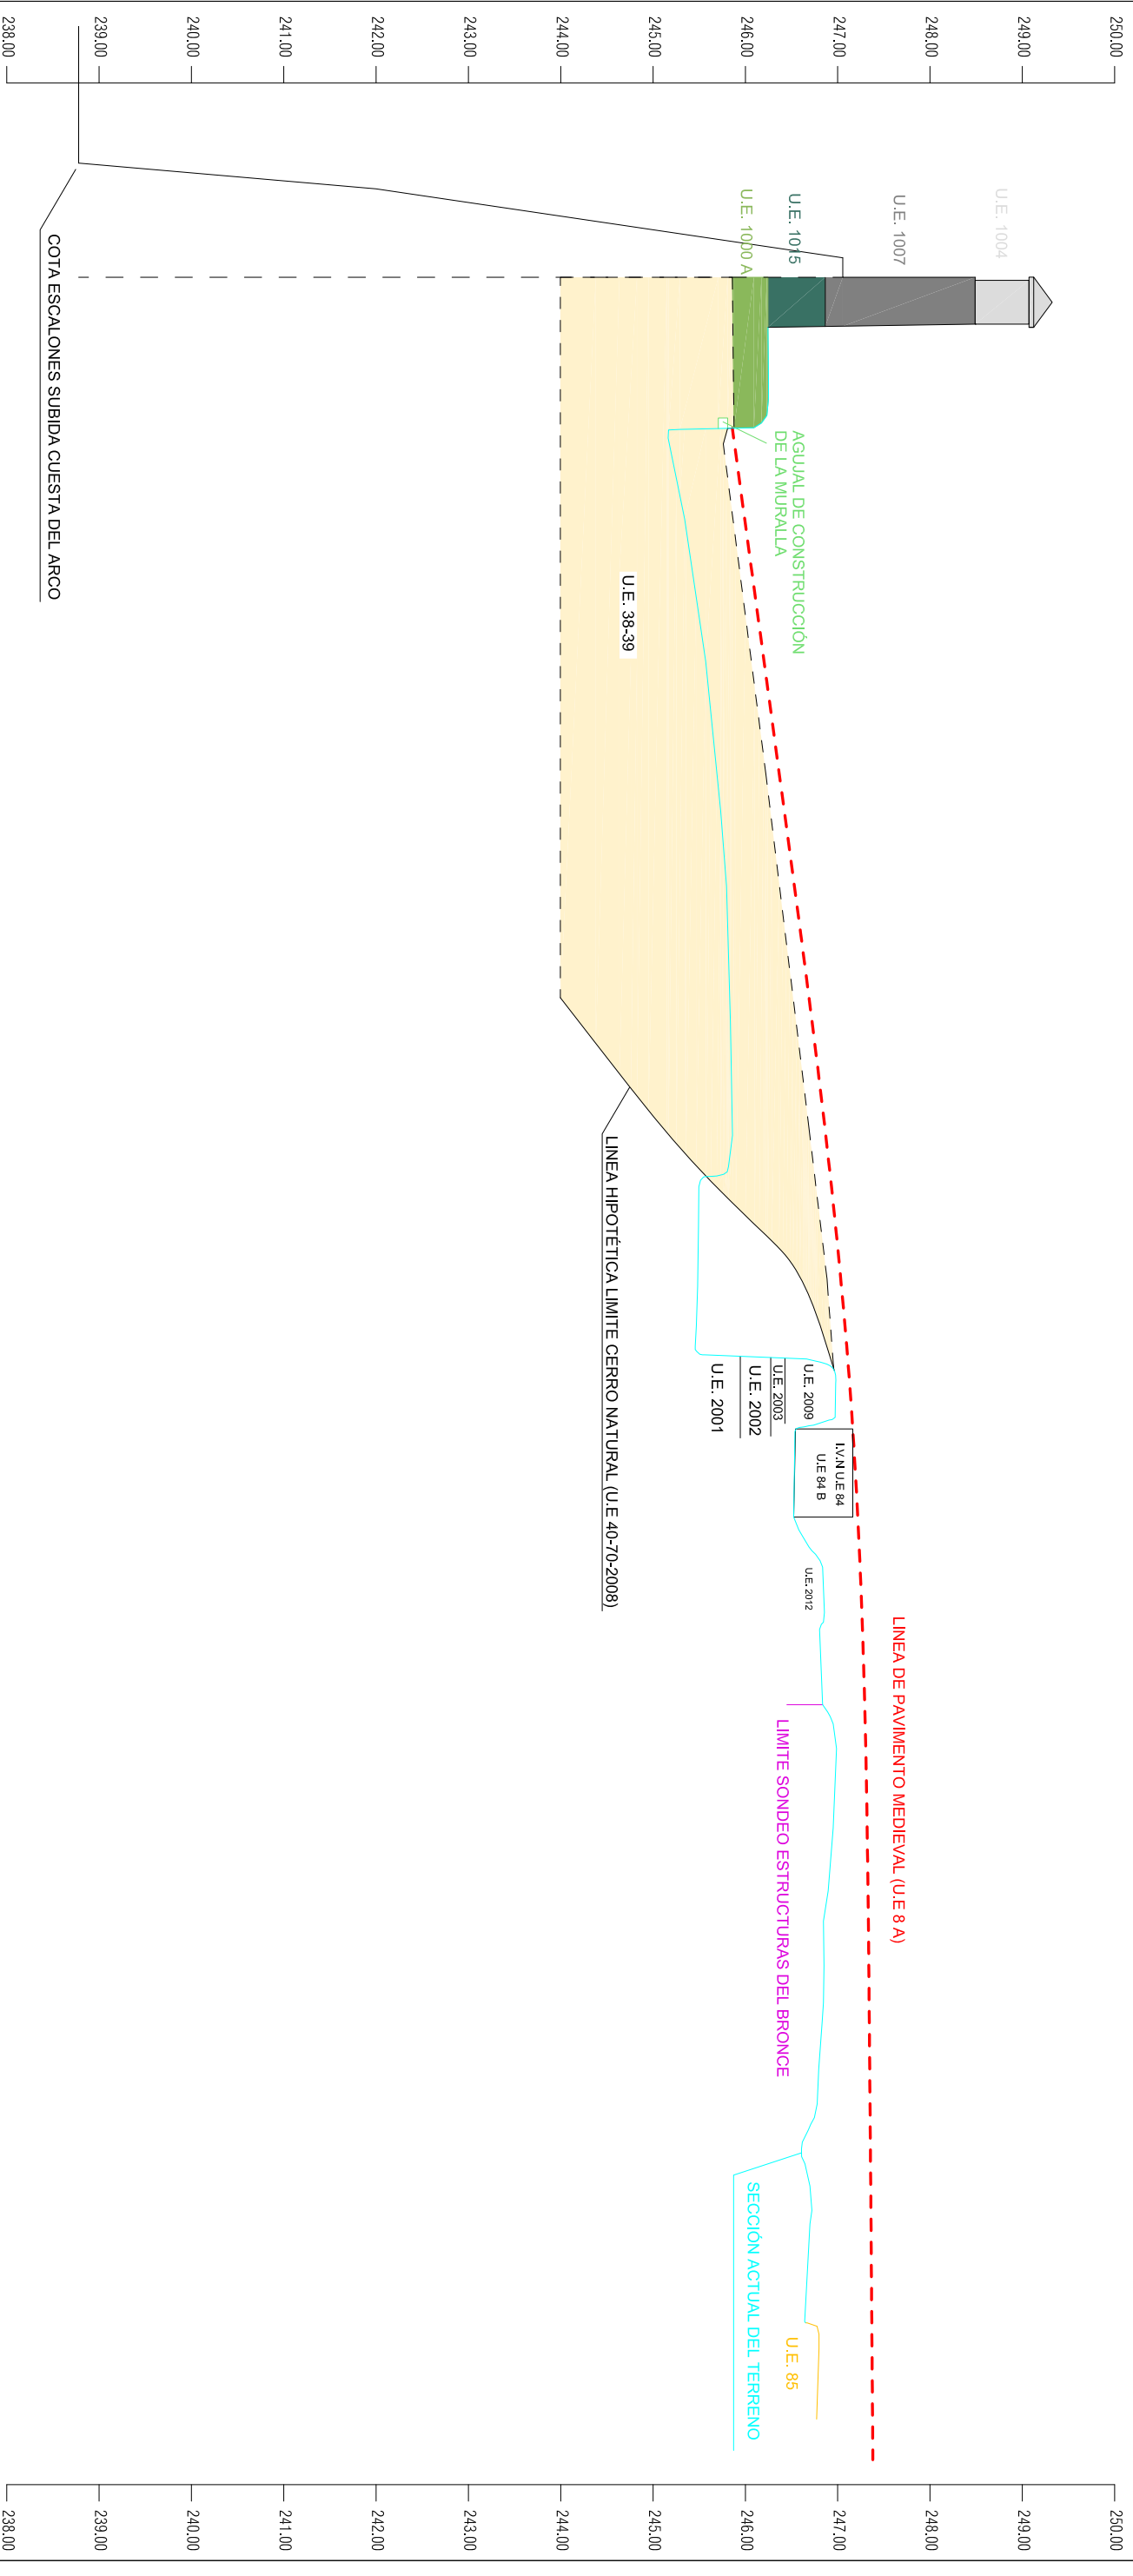 250.00
249.00
248.00
247.00
246.00
245.00
244.00
243.00
242.00
241.00
240.00
239.00
238.00
U.E. 1004
U.E. 1007
U.E. 1015
U.E. 1000 A
AGUJAL DE CONSTRUCCIÓN
DE LA MURALLA
U.E. 38-39
COTA ESCALONES SUBIDA CUESTA DEL ARCO
LINEA HIPOTÉTICA LIMITE CERRO NATURAL (U.E 40-70-2008)
U.E. 2009
U.E. 2003
U.E. 2002
U.E. 2001
I.V.N U.E 84
U.E 84 B
U.E. 2012
LINEA DE PAVIMENTO MEDIEVAL (U.E 8 A)
LIMITE SONDEO ESTRUCTURAS DEL BRONCE
SECCIÓN ACTUAL DEL TERRENO
U.E. 85
250.00
249.00
248.00
247.00
246.00
245.00
244.00
243.00
242.00
241.00
240.00
239.00
238.00